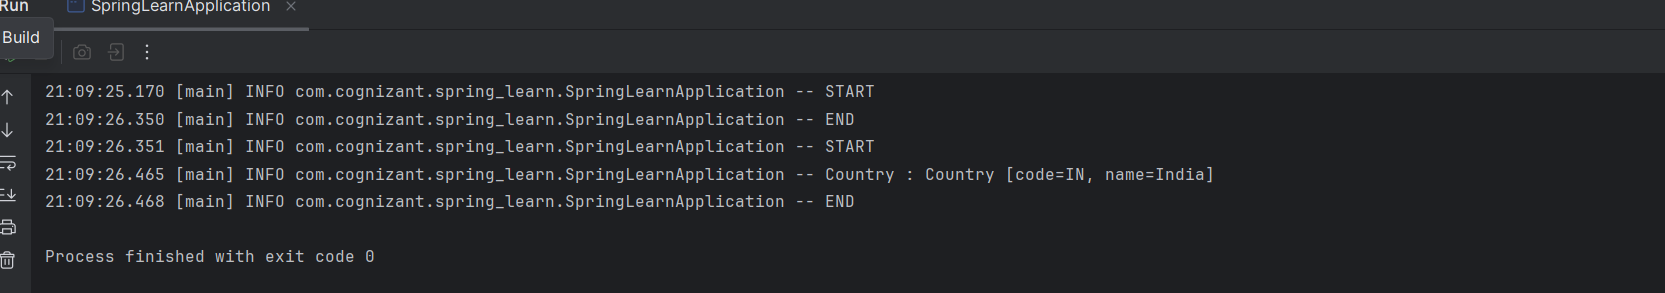 Run
SpringLearnApplication
Build
21:09:25.170 [main] INFO com.cognizant.spring_learn.SpringLearnApplication -- START
21:09:26.350 [main] INFO com.cognizant.spring_learn.SpringLearnApplication -- END
21:09:26.351 [main] INFO com.cognizant.spring_learn.SpringLearnApplication -- START
21:09:26.465 [main] INFO com.cognizant.spring_learn.SpringLearnApplication -- Country : Country [code=IN, name=India]
21:09:26.468 [main] INFO com.cognizant.spring_learn.SpringLearnApplication -- END
Process finished with exit code 0